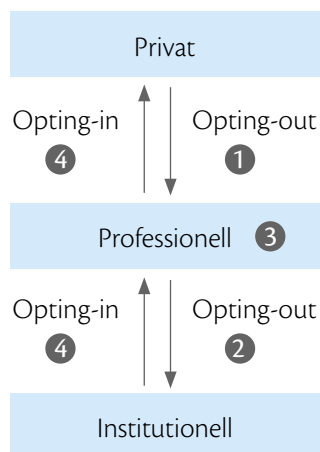 Privat
Opting-in Opting-out
4 1
Professionell 3
Opting-in Opting-out
4 2
Institutionell